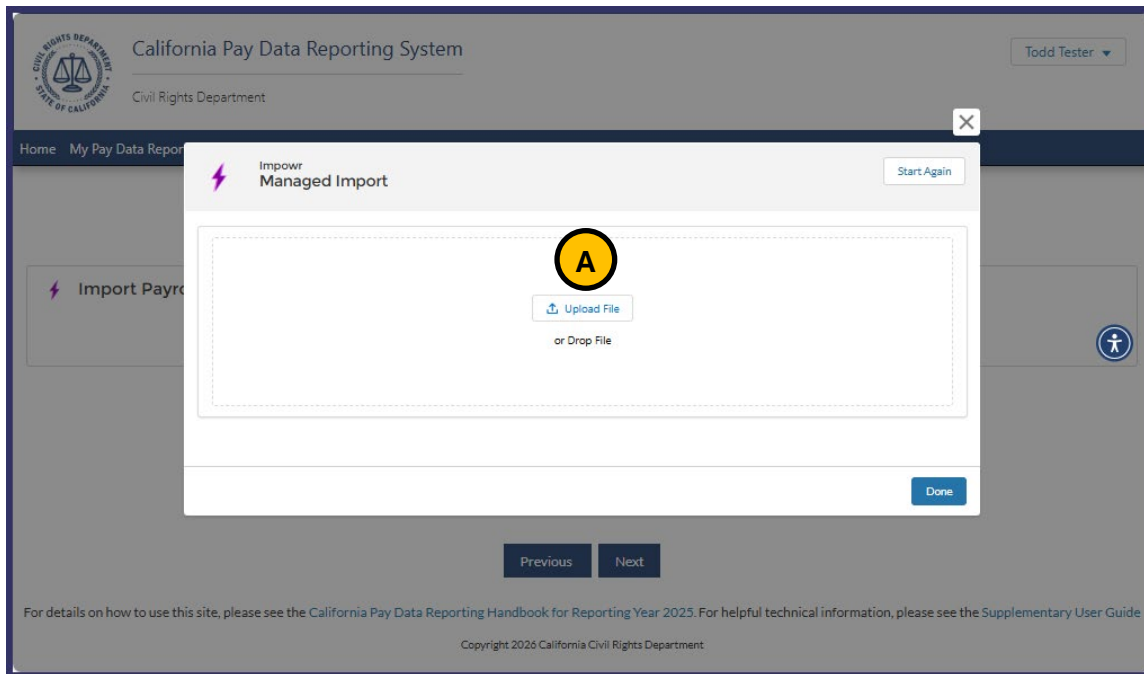 CIVIL RIGHTS DEPARTMENT
STATE OF CALIFORNIA
California Pay Data Reporting System
Civil Rights Department
Todd Tester
Home My Pay Data Repor
Impowr
Managed Import
Start Again
A
Import Payro
Upload File
or Drop File
Done
Previous Next
For details on how to use this site, please see the California Pay Data Reporting Handbook for Reporting Year 2025. For helpful technical information, please see the Supplementary User Guide
Copyright 2026 California Civil Rights Department